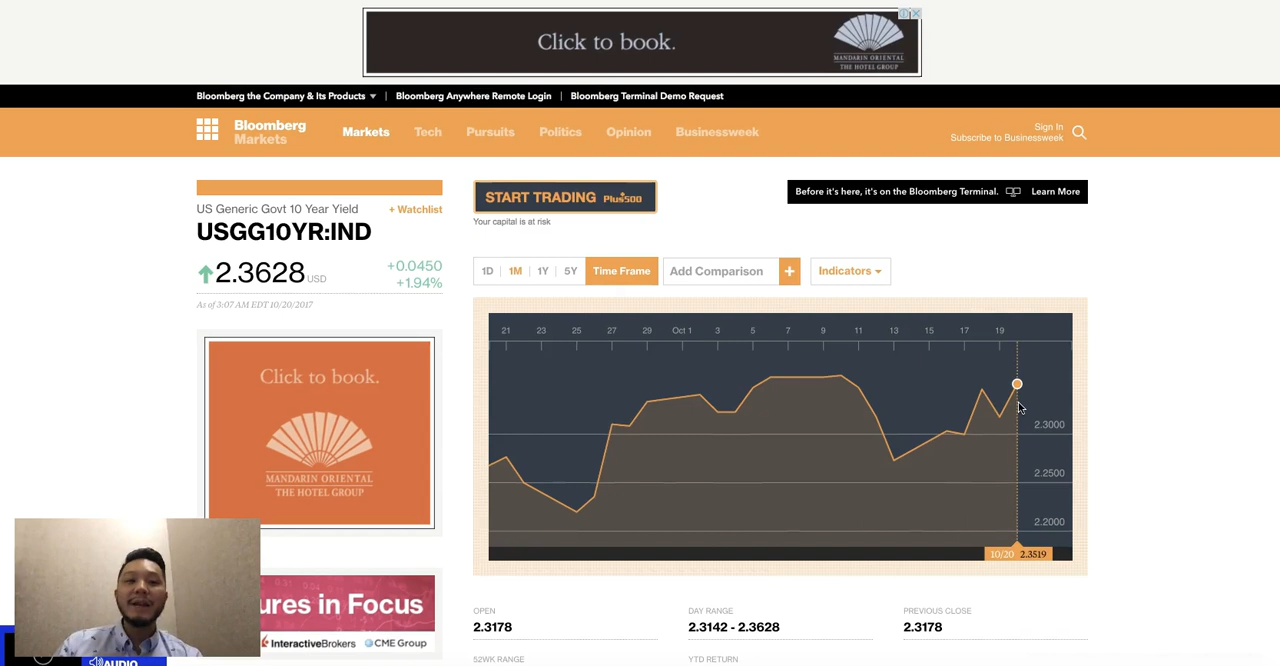 Click to book.
MANDARIN ORIENTAL
THE HOTEL GROUP
Bloomberg the Company & Its Products
Bloomberg Anywhere Remote Login
Bloomberg Terminal Demo Request
Bloomberg
Markets
Markets Tech Pursuits Politics Opinion Businessweek
Sign In
Subscribe to Businessweek
US Generic Govt 10 Year Yield
+ Watchlist
USGG10YR:IND
2.3628 USD
+0.0450
+1.94%
As of 3:07 AM EDT 10/20/2017
START TRADING Plus500
Your capital is at risk
Before it's here, it's on the Bloomberg Terminal. Learn More
1D 1M 1Y 5Y Time Frame
Add Comparison +
Indicators
21 23 25 27 29 Oct 1 3 5 7 9 11 13 15 17 19
2.3000
2.2500
2.2000
10/20 2.3519
Click to book.
MANDARIN ORIENTAL
THE HOTEL GROUP
ures in Focus
InteractiveBrokers CME Group
AUDIO
OPEN
2.3178
DAY RANGE
2.3142 - 2.3628
PREVIOUS CLOSE
2.3178
52WK RANGE
YTD RETURN